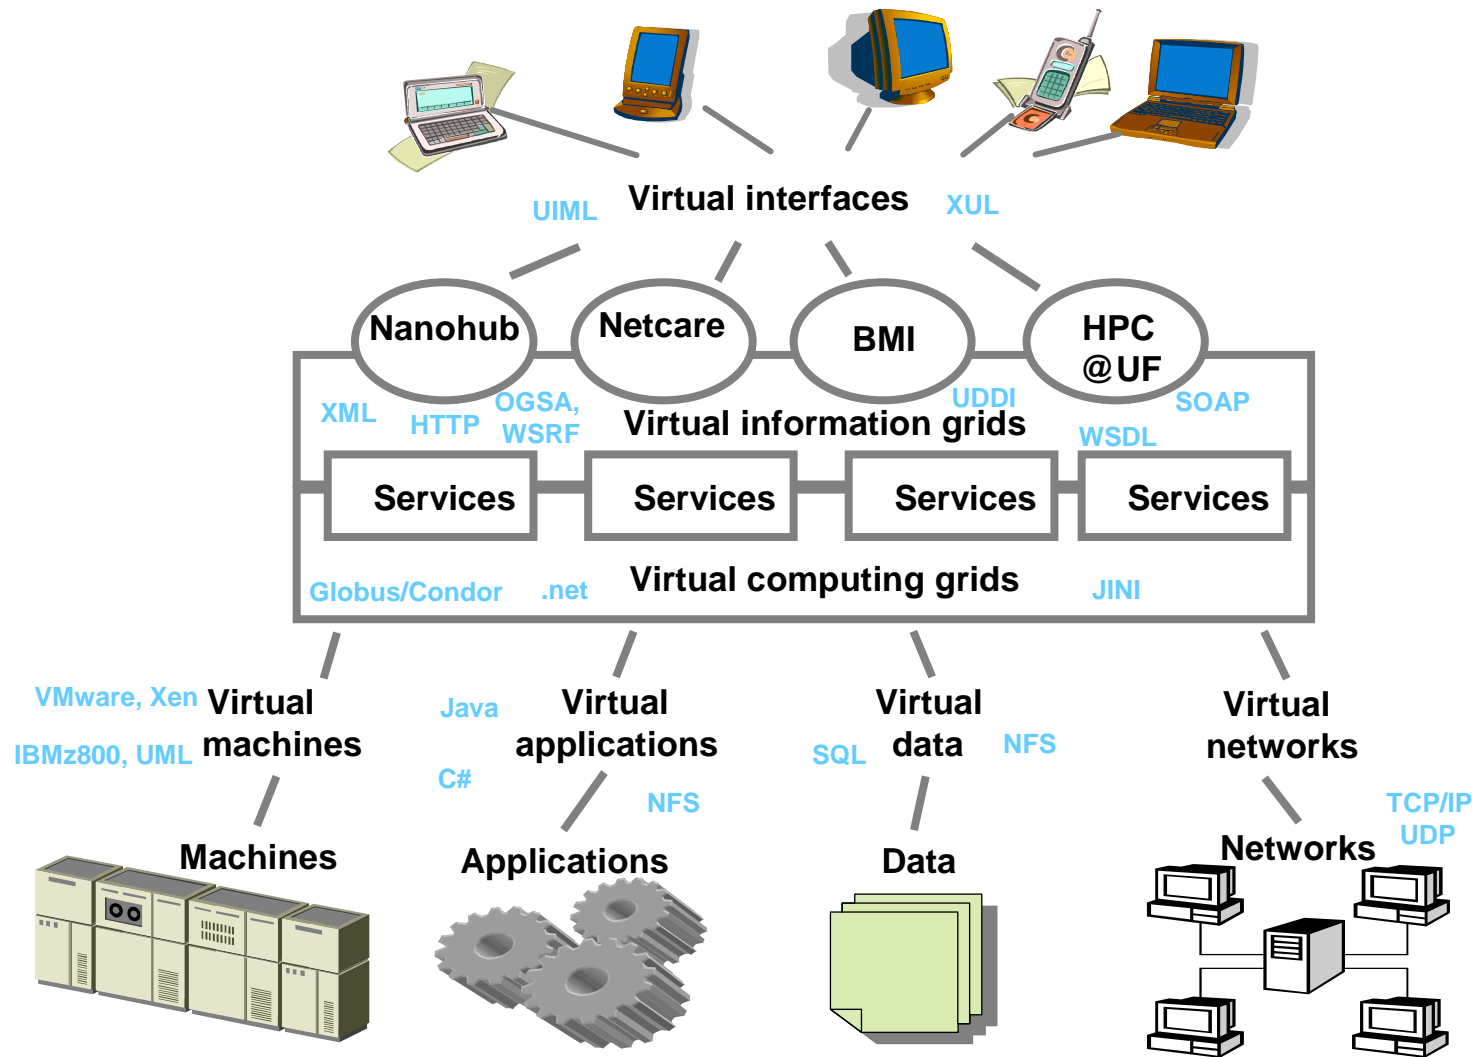 UIML
Virtual interfaces
XUL
Nanohub
Netcare
BMI
HPC
@UF
XML
HTTP
OGSA,
WSRF
Virtual information grids
UDDI
WSDL
SOAP
Services
Services
Services
Services
Globus/Condor
.net
Virtual computing grids
JINI
VMware, Xen
IBMz800, UML
Virtual
machines
Java
C#
Virtual
applications
NFS
SQL
Virtual
data
NFS
Virtual
networks
TCP/IP
UDP
Machines
Applications
Data
Networks